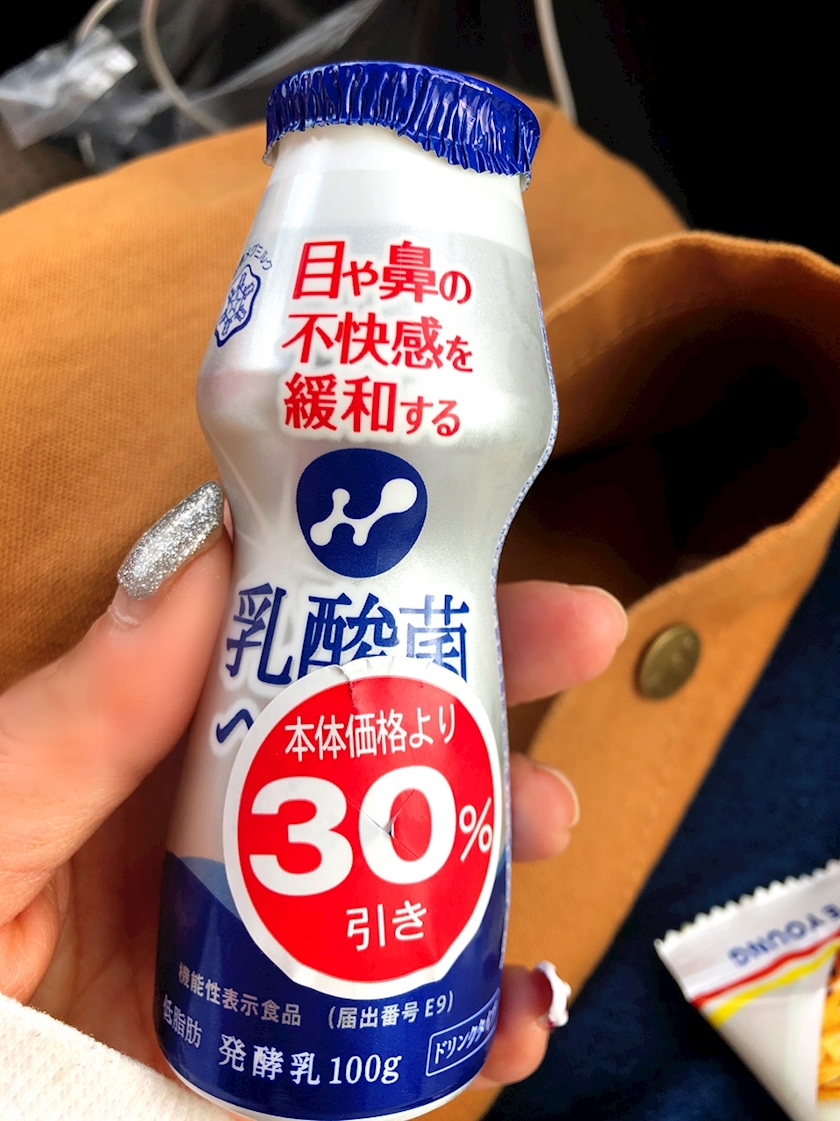 目や鼻の
不快感を
緩和する
乳酸菌
ヘ
本体価格より
30%
引き
機能性表示食品 (届出番号E9)
低脂肪
発酵乳100g
YOUNG